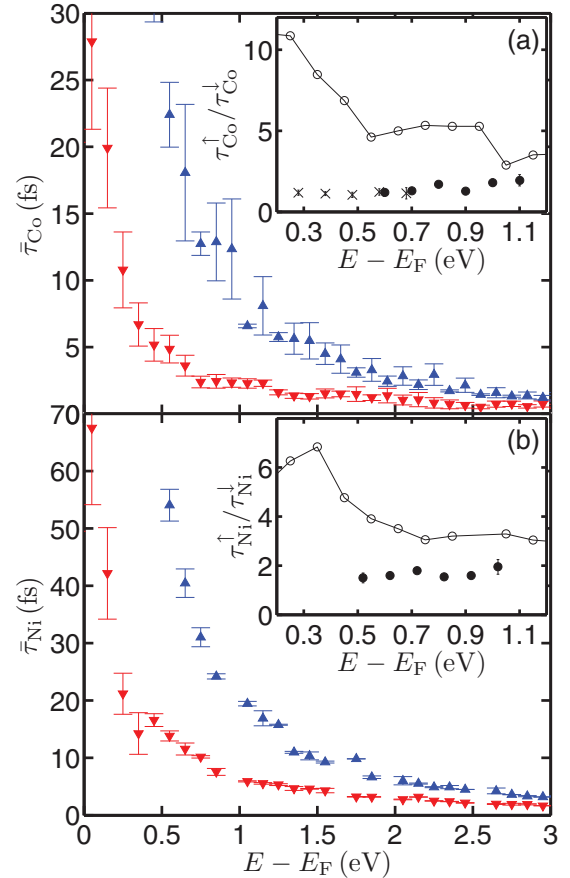 30
25
20
15
10
5
τ̄Co (fs)
(a)
10
5
0
τ↑Co/τ↓Co
0.3 0.5 0.7 0.9 1.1
E − EF (eV)
70
60
50
40
30
20
10
0
τ̄Ni (fs)
(b)
6
4
2
0
τ↑Ni/τ↓Ni
0.3 0.5 0.7 0.9 1.1
E − EF (eV)
0 0.5 1 1.5 2 2.5 3
E − EF (eV)